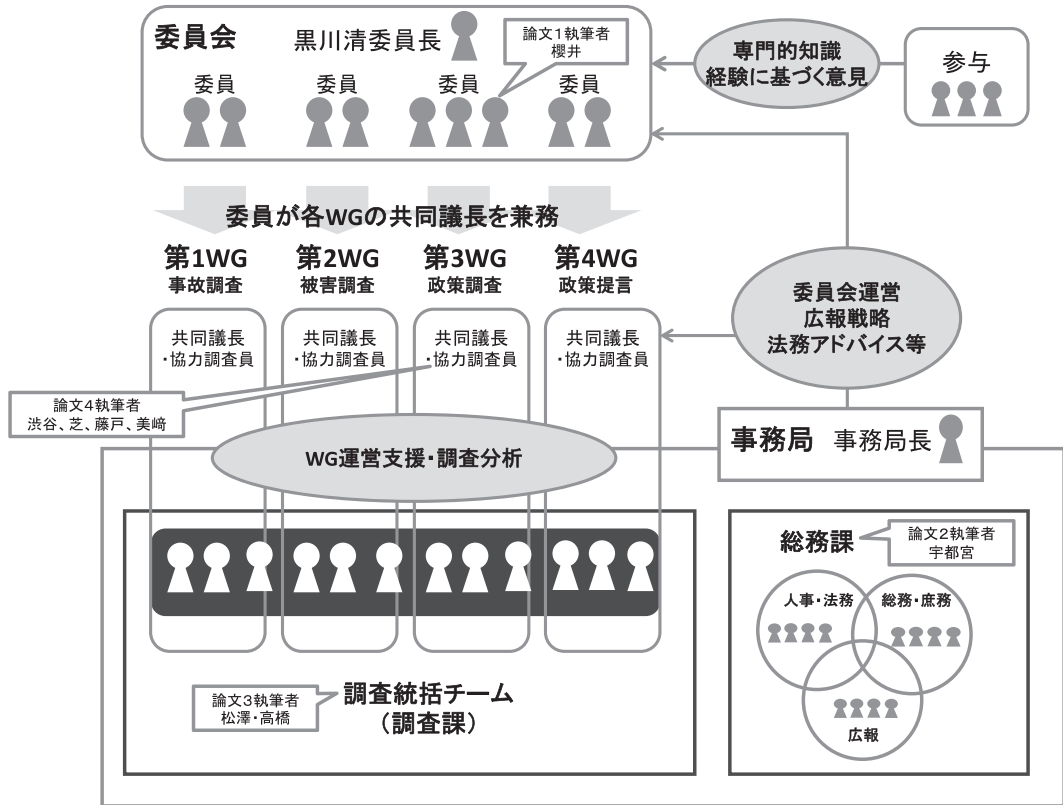 委員会
黒川清委員長
論文1執筆者
櫻井
委員
委員
委員
委員
専門的知識
経験に基づく意見
参与
委員が各WGの共同議長を兼務
第1WG
事故調査
第2WG
被害調査
第3WG
政策調査
第4WG
政策提言
共同議長
・協力調査員
共同議長
・協力調査員
共同議長
・協力調査員
共同議長
・協力調査員
委員会運営
広報戦略
法務アドバイス等
論文4執筆者
渋谷、芝、藤戸、美﨑
WG運営支援・調査分析
事務局 事務局長
総務課
論文2執筆者
宇都宮
人事・法務
総務・庶務
広報
論文3執筆者
松澤・高橋
調査統括チーム
（調査課）